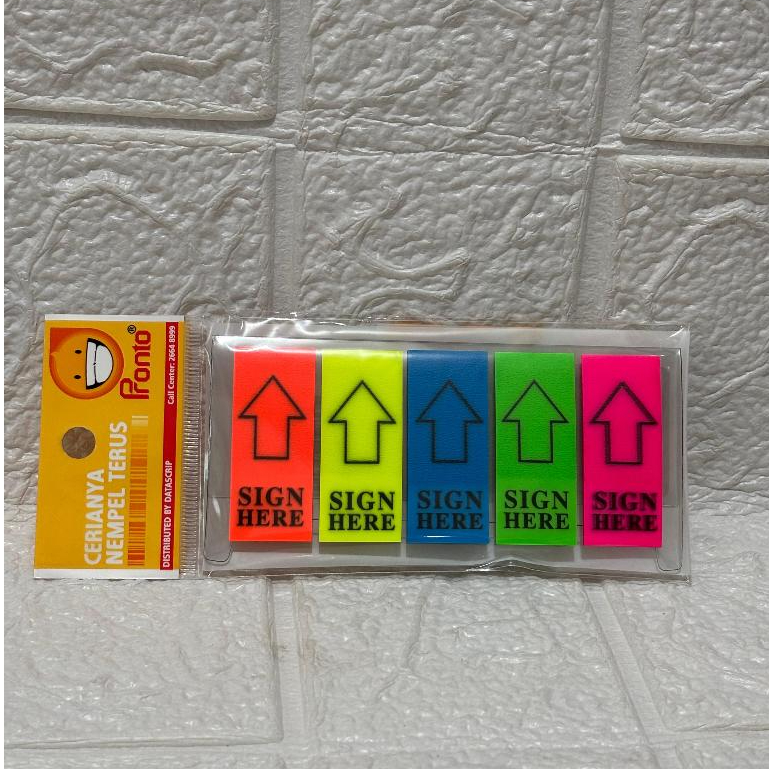 Pronto®
Call Center: 2664 8999
CERIANYA
NEMPEL TERUS
DISTRIBUTED BY DATASCRIP
SIGN
HERE
SIGN
HERE
SIGN
HERE
SIGN
HERE
SIGN
HERE